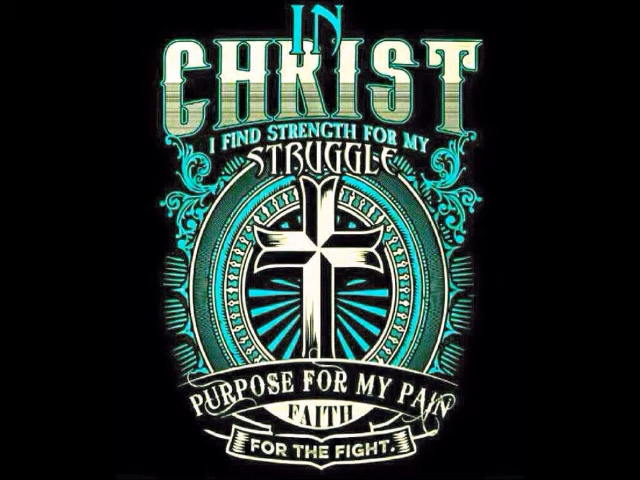 IN
CHRIST
I FIND STRENGTH FOR MY
STRUGGLE
PURPOSE FOR MY PAIN
FAITH
FOR THE FIGHT.